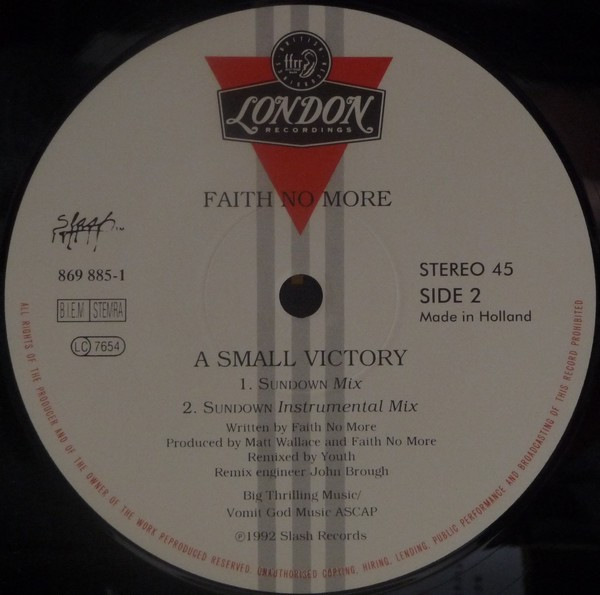 BRITISH
ffrr
RECORDINGS
LONDON
RECORDINGS
FAITH NO MORE
Slash
869 885-1
B.I.E.M STEMRA
LC 7654
STEREO 45
SIDE 2
Made in Holland
A SMALL VICTORY
1. SUNDOWN Mix
2. SUNDOWN Instrumental Mix
Written by Faith No More
Produced by Matt Wallace and Faith No More
Remixed by Youth
Remix engineer John Brough
Big Thrilling Music/
Vomit God Music ASCAP
℗1992 Slash Records
ALL RIGHTS OF THE PRODUCER AND OF THE OWNER OF THE WORK REPRODUCED RESERVED. UNAUTHORISED COPYING, HIRING, LENDING, PUBLIC PERFORMANCE AND BROADCASTING OF THIS RECORD PROHIBITED